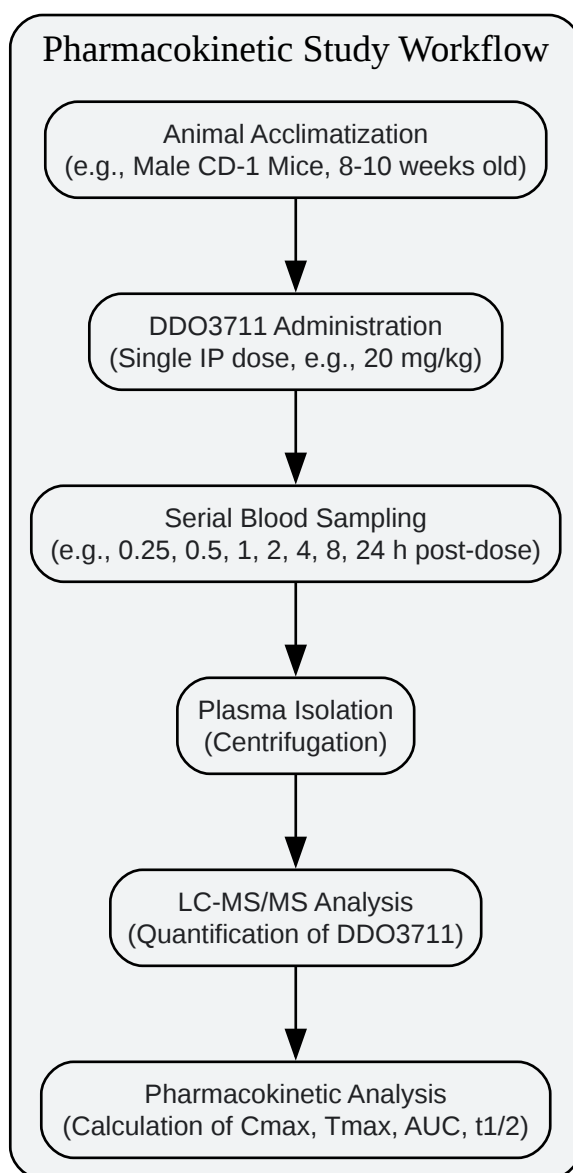 Pharmacokinetic Study Workflow
Animal Acclimatization
(e.g., Male CD-1 Mice, 8-10 weeks old)
DDO3711 Administration
(Single IP dose, e.g., 20 mg/kg)
Serial Blood Sampling
(e.g., 0.25, 0.5, 1, 2, 4, 8, 24 h post-dose)
Plasma Isolation
(Centrifugation)
LC-MS/MS Analysis
(Quantification of DDO3711)
Pharmacokinetic Analysis
(Calculation of Cmax, Tmax, AUC, t1/2)